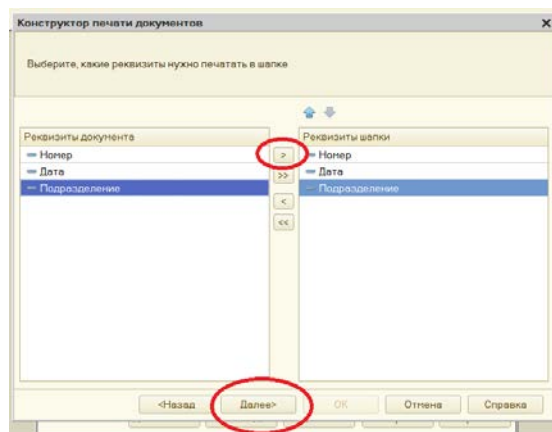 Конструктор печати документов
Выберите, какие реквизиты нужно печатать в шапке
Реквизиты документа
Номер
Дата
Подразделение
>
>>
<
<<
Реквизиты шапки
Номер
Дата
Подразделение
<Назад
Далее>
OK
Отмена
Справка